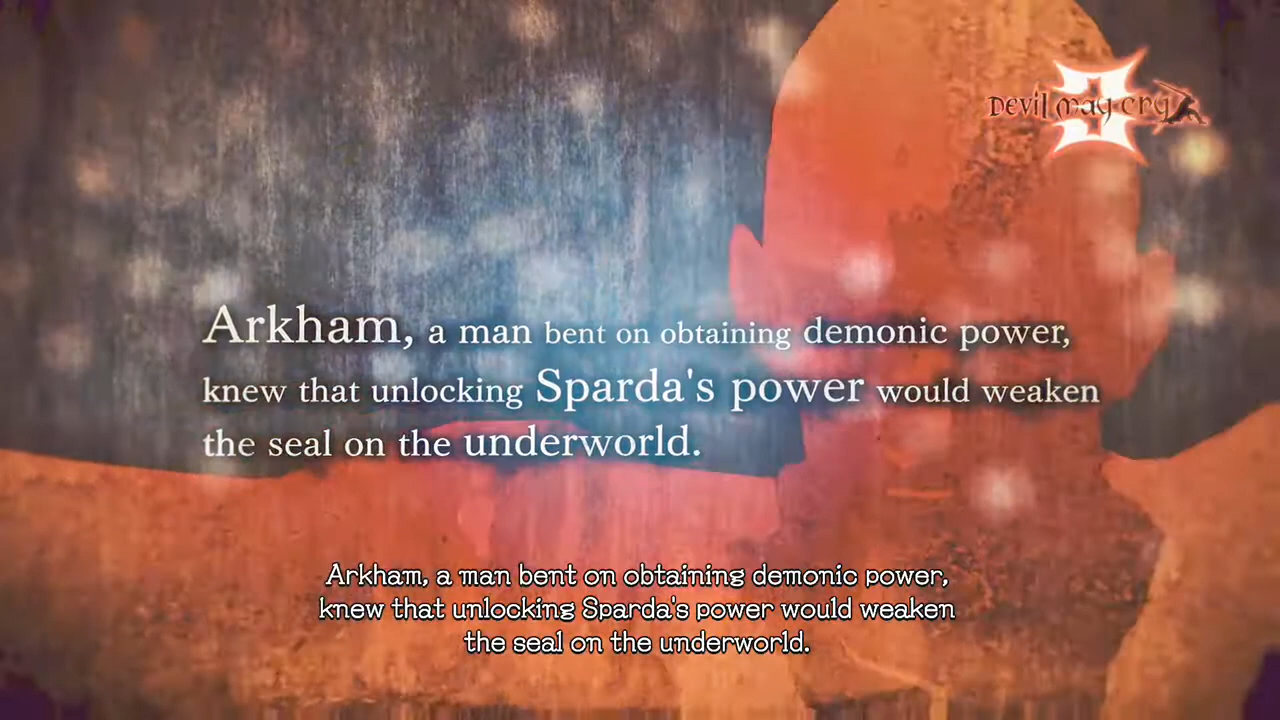 Devil may cry
3
Arkham, a man bent on obtaining demonic power,
knew that unlocking Sparda's power would weaken
the seal on the underworld.
Arkham, a man bent on obtaining demonic power,
knew that unlocking Sparda's power would weaken
the seal on the underworld.